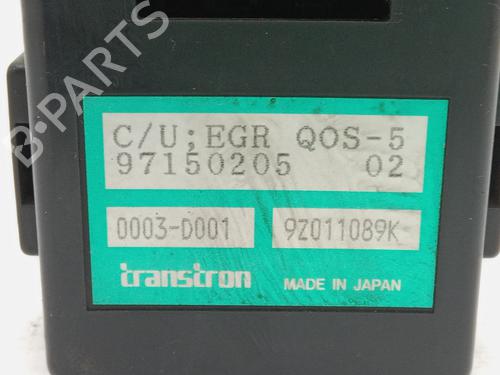 B-PARTS
C/U;EGR QOS-5
97150205 02
0003-D001 9Z011089K
transtron MADE IN JAPAN